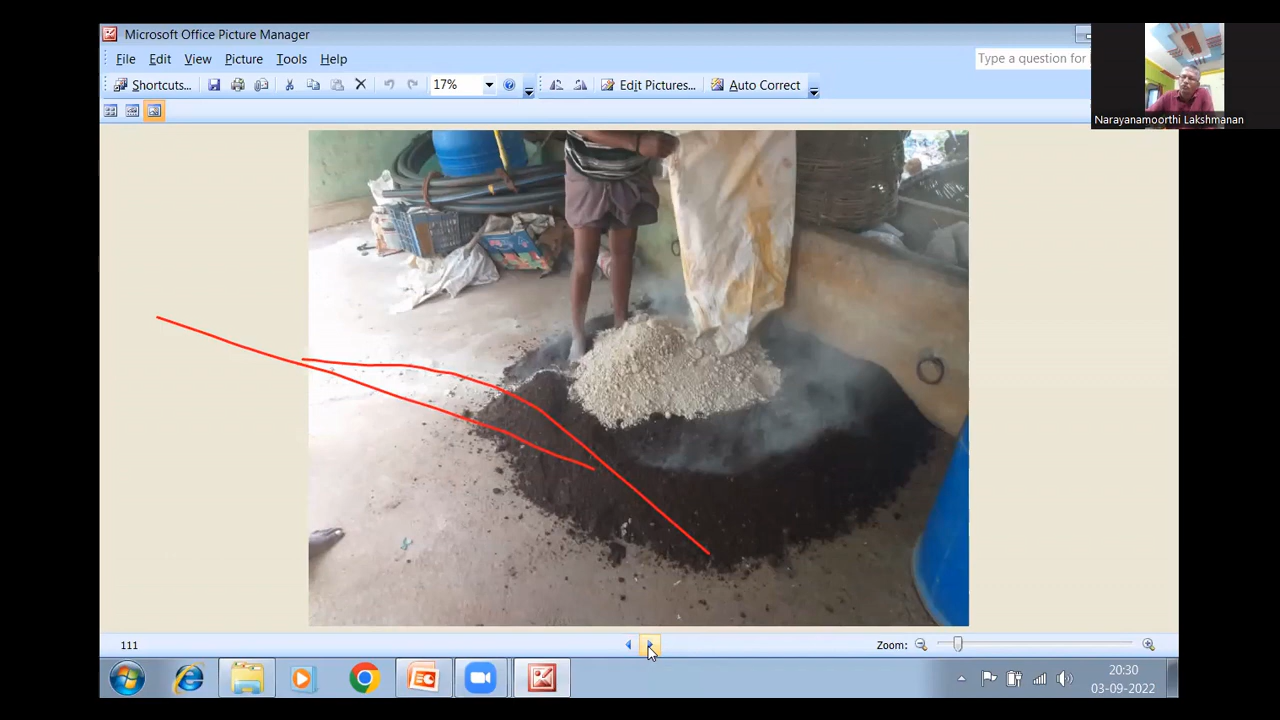 Microsoft Office Picture Manager
File Edit View Picture Tools Help
Type a question for
Shortcuts... 17% Edit Pictures... Auto Correct
Narayanamoorthi Lakshmanan
111
Zoom:
20:30
03-09-2022